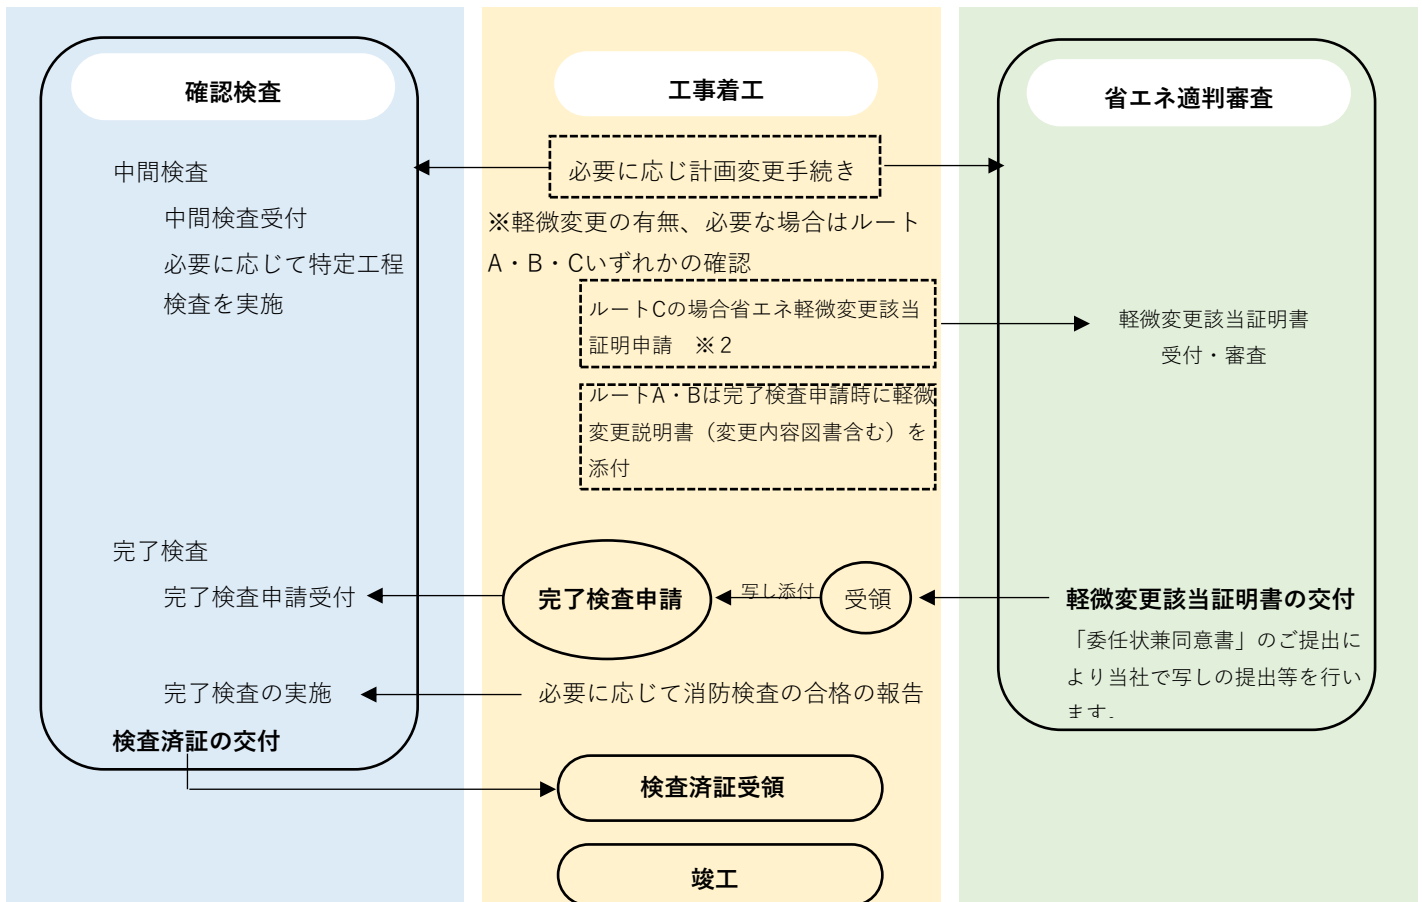 確認検査
中間検査
中間検査受付
必要に応じて特定工程
検査を実施
完了検査
完了検査申請受付
完了検査の実施
検査済証の交付
工事着工
必要に応じ計画変更手続き
※軽微変更の有無、必要な場合はルート
A・B・Cいずれかの確認
ルートCの場合省エネ軽微変更該当
証明申請　※２
ルートA・Bは完了検査申請時に軽微
変更説明書（変更内容図書含む）を
添付
完了検査申請
写し添付
受領
必要に応じて消防検査の合格の報告
検査済証受領
竣工
省エネ適判審査
軽微変更該当証明書
受付・審査
軽微変更該当証明書の交付
「委任状兼同意書」のご提出に
より当社で写しの提出等を行い
ます。